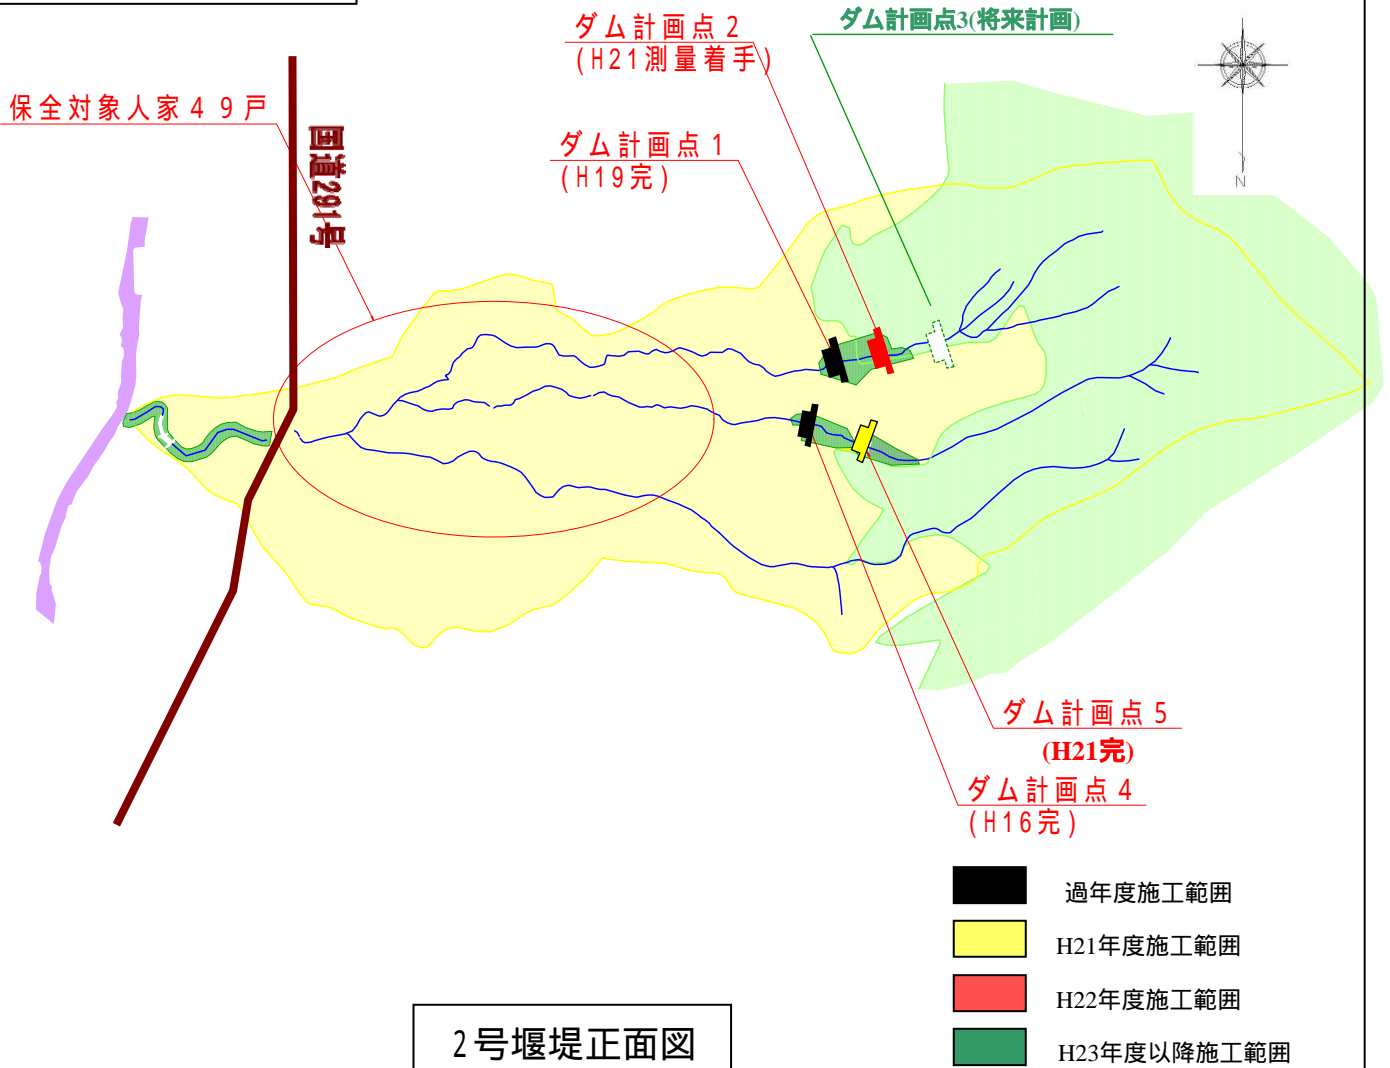 ダム計画点3(将来計画)
ダム計画点２
(H21測量着手)
保全対象人家４９戸
国道291号
ダム計画点１
(H19完)
N
ダム計画点５
(H21完)
ダム計画点４
(H16完)
過年度施工範囲
H21年度施工範囲
H22年度施工範囲
H23年度以降施工範囲
2号堰堤正面図